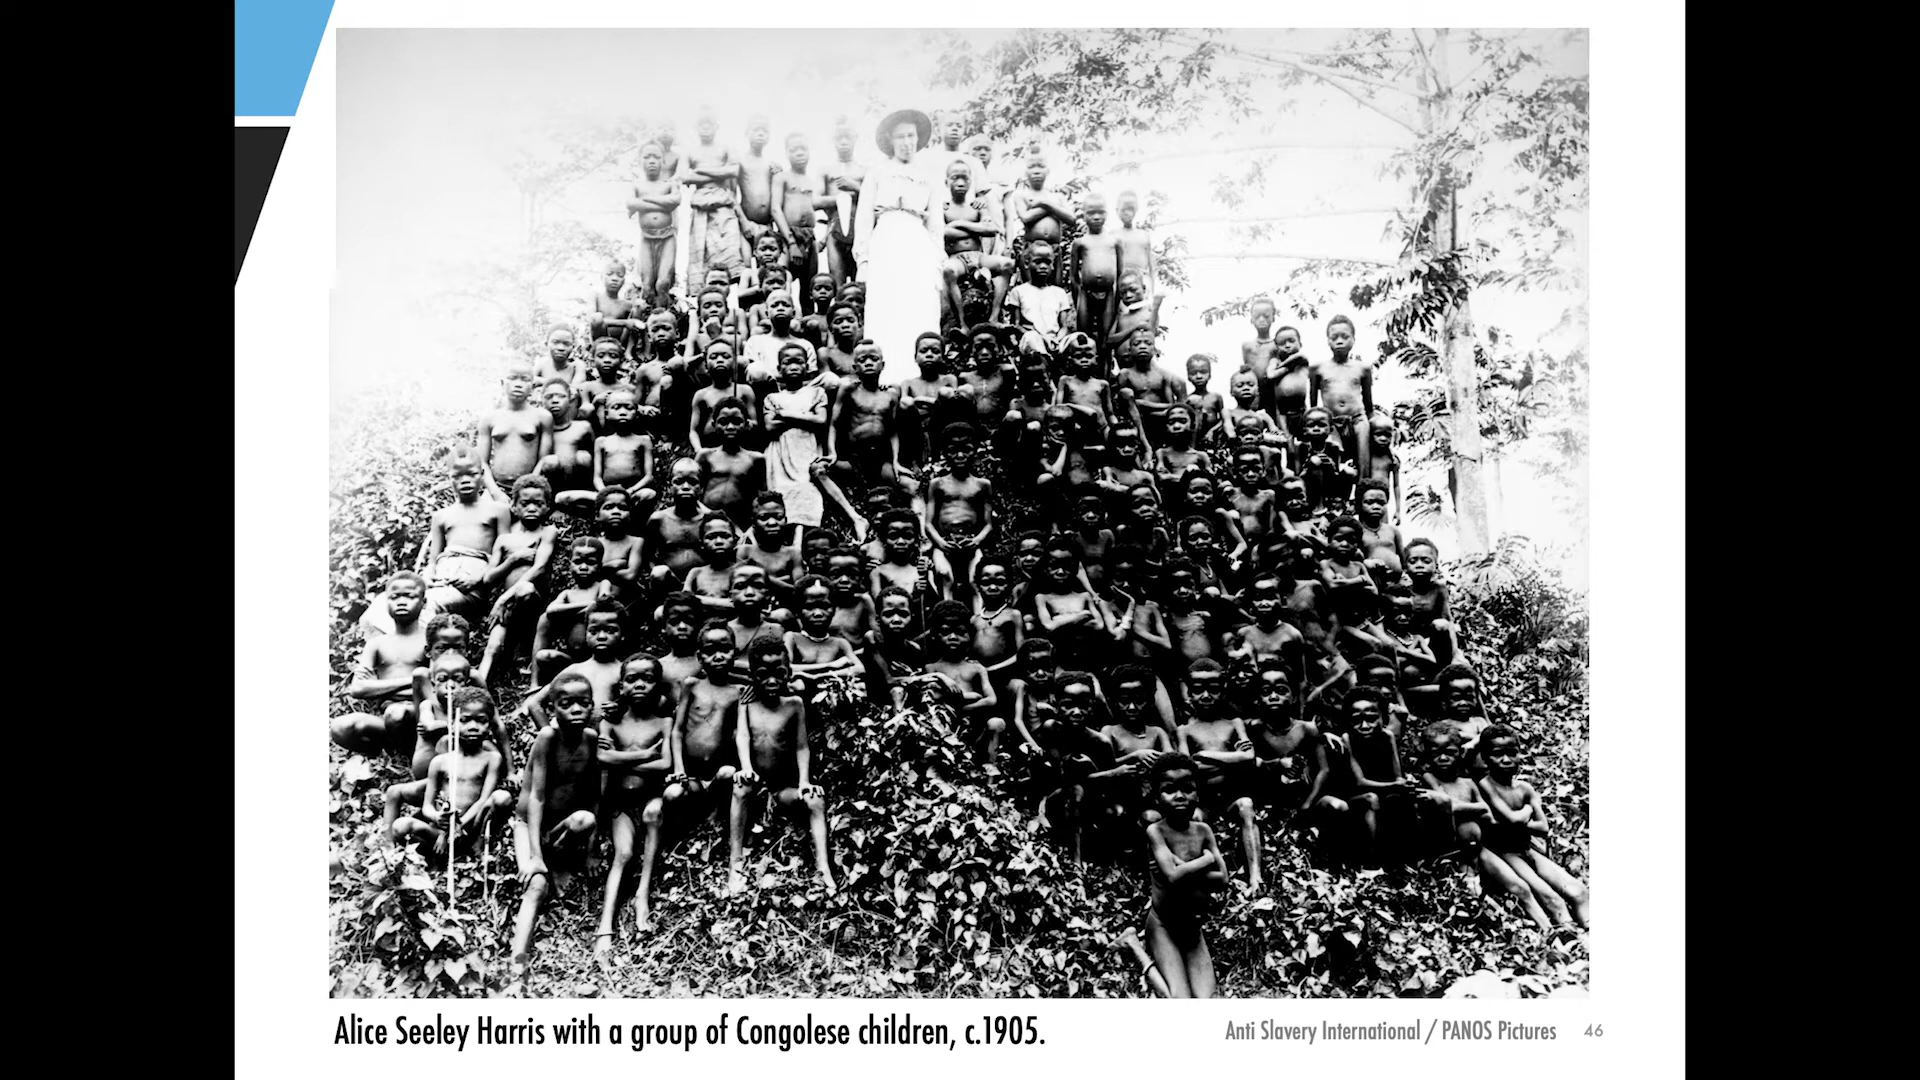 Alice Seeley Harris with a group of Congolese children, c.1905.
Anti Slavery International / PANOS Pictures 46